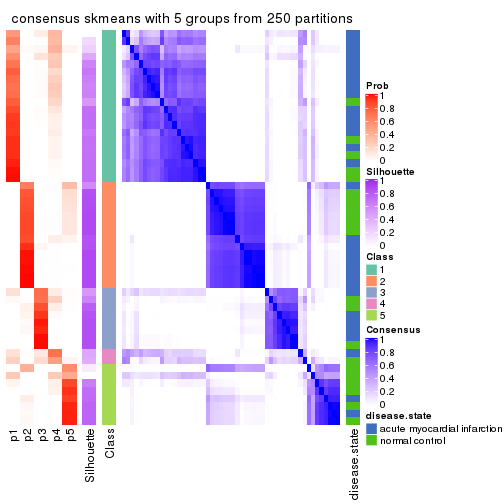 consensus skmeans with 5 groups from 250 partitions
Prob
1
0.8
0.6
0.4
0.2
0
Silhouette
1
0.8
0.6
0.4
0.2
0
Class
1
2
3
4
5
Consensus
1
0.8
0.6
0.4
0.2
0
disease.state
acute myocardial infarction
normal control
p1
p2
p3
p4
p5
Silhouette
Class
disease.state